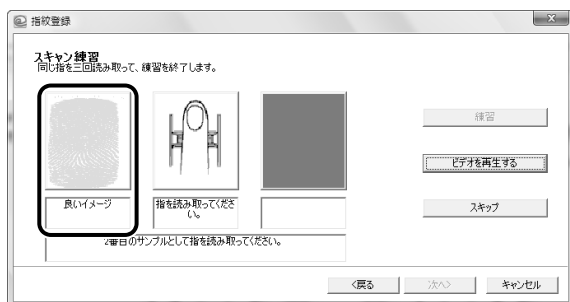 指紋登録
スキャン練習
同じ指を三回読み取って、練習を終了します。
練習
ビデオを再生する
良いイメージ
指を読み取ってくださ
い。
スキップ
2番目のサンプルとして指を読み取ってください。
<戻る
次へ>
キャンセル